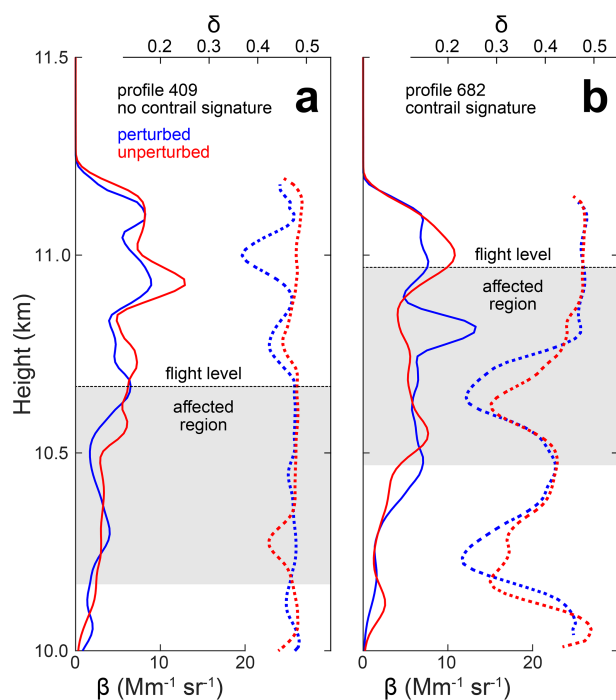 δ
δ
0.2 0.3 0.4 0.5
0.2 0.3 0.4 0.5
11.5
profile 409
no contrail signature
a
perturbed
unperturbed
profile 682
contrail signature
b
11.0
flight level
affected
region
Height (km)
flight level
affected
region
10.5
10.0
0 10 20
0 10 20
β (Mm⁻¹ sr⁻¹)
β (Mm⁻¹ sr⁻¹)